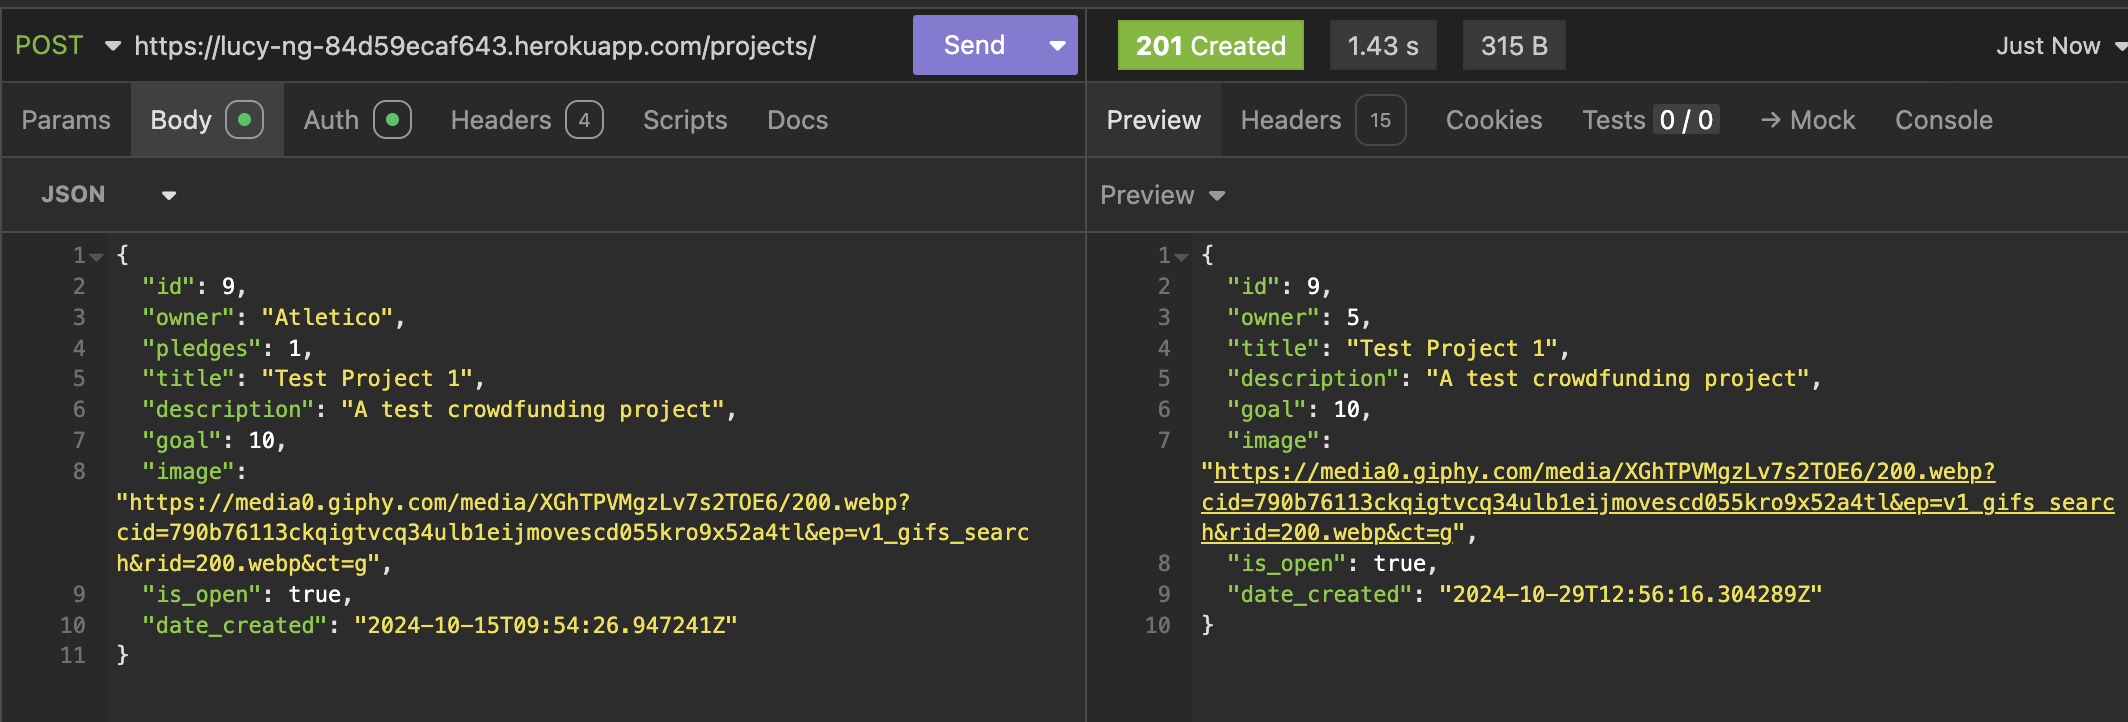 POST https://lucy-ng-84d59ecaf643.herokuapp.com/projects/ Send
201 Created 1.43 s 315 B Just Now
Params Body Auth Headers 4 Scripts Docs
Preview Headers 15 Cookies Tests 0 / 0 → Mock Console
JSON
Preview
1 {
2 "id": 9,
3 "owner": "Atletico",
4 "pledges": 1,
5 "title": "Test Project 1",
6 "description": "A test crowdfunding project",
7 "goal": 10,
8 "image":
"https://media0.giphy.com/media/XGhTPVMgzLv7s2TOE6/200.webp?
cid=790b76113ckqigtvcq34ulb1eijmovescd055kro9x52a4tl&ep=v1_gifs_searc
h&rid=200.webp&ct=g",
9 "is_open": true,
10 "date_created": "2024-10-15T09:54:26.947241Z"
11 }
1 {
2 "id": 9,
3 "owner": 5,
4 "title": "Test Project 1",
5 "description": "A test crowdfunding project",
6 "goal": 10,
7 "image":
"https://media0.giphy.com/media/XGhTPVMgzLv7s2TOE6/200.webp?
cid=790b76113ckqigtvcq34ulb1eijmovescd055kro9x52a4tl&ep=v1_gifs_searc
h&rid=200.webp&ct=g",
8 "is_open": true,
9 "date_created": "2024-10-29T12:56:16.304289Z"
10 }